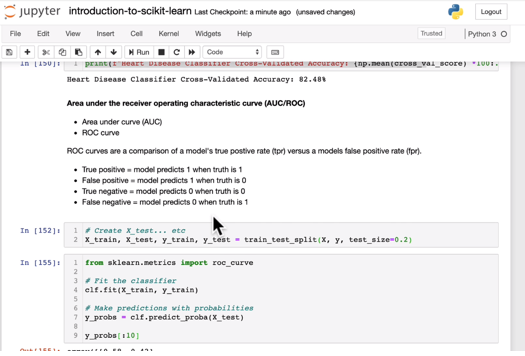 jupyter introduction-to-scikit-learn Last Checkpoint: a minute ago (unsaved changes) Logout
File Edit View Insert Cell Kernel Widgets Help Trusted Python 3
Run Code
In [150]: 1 print(f"Heart Disease Classifier Cross-Validated Accuracy: {np.mean(cross_val_score) *100:.
Heart Disease Classifier Cross-Validated Accuracy: 82.48%
Area under the receiver operating characteristic curve (AUC/ROC)
• Area under curve (AUC)
• ROC curve
ROC curves are a comparison of a model's true postive rate (tpr) versus a models false positive rate (fpr).
• True positive = model predicts 1 when truth is 1
• False positive = model predicts 1 when truth is 0
• True negative = model predicts 0 when truth is 0
• False negative = model predicts 0 when truth is 1
In [152]: 1 # Create X_test... etc
2 X_train, X_test, y_train, y_test = train_test_split(X, y, test_size=0.2)
In [155]: 1 from sklearn.metrics import roc_curve
2
3 # Fit the classifier
4 clf.fit(X_train, y_train)
5
6 # Make predictions with probabilities
7 y_probs = clf.predict_proba(X_test)
8
9 y_probs[:10]
Out[155]: array([[0.58, 0.42],